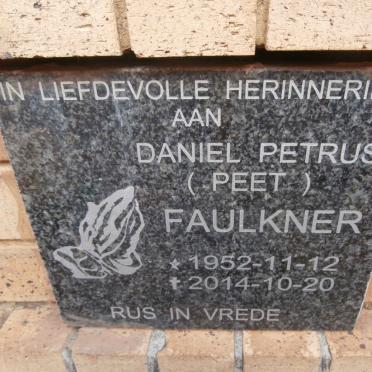 IN LIEFDEVOLLE HERINNERI
AAN
DANIEL PETRUS
( PEET )
FAULKNER
* 1952-11-12
† 2014-10-20
RUS IN VREDE